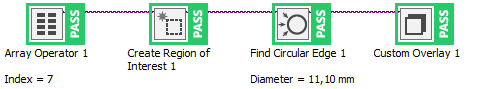 PASS PASS PASS PASS
Array Operator 1
Create Region of
Interest 1
Find Circular Edge 1
Custom Overlay 1
Index = 7
Diameter = 11,10 mm